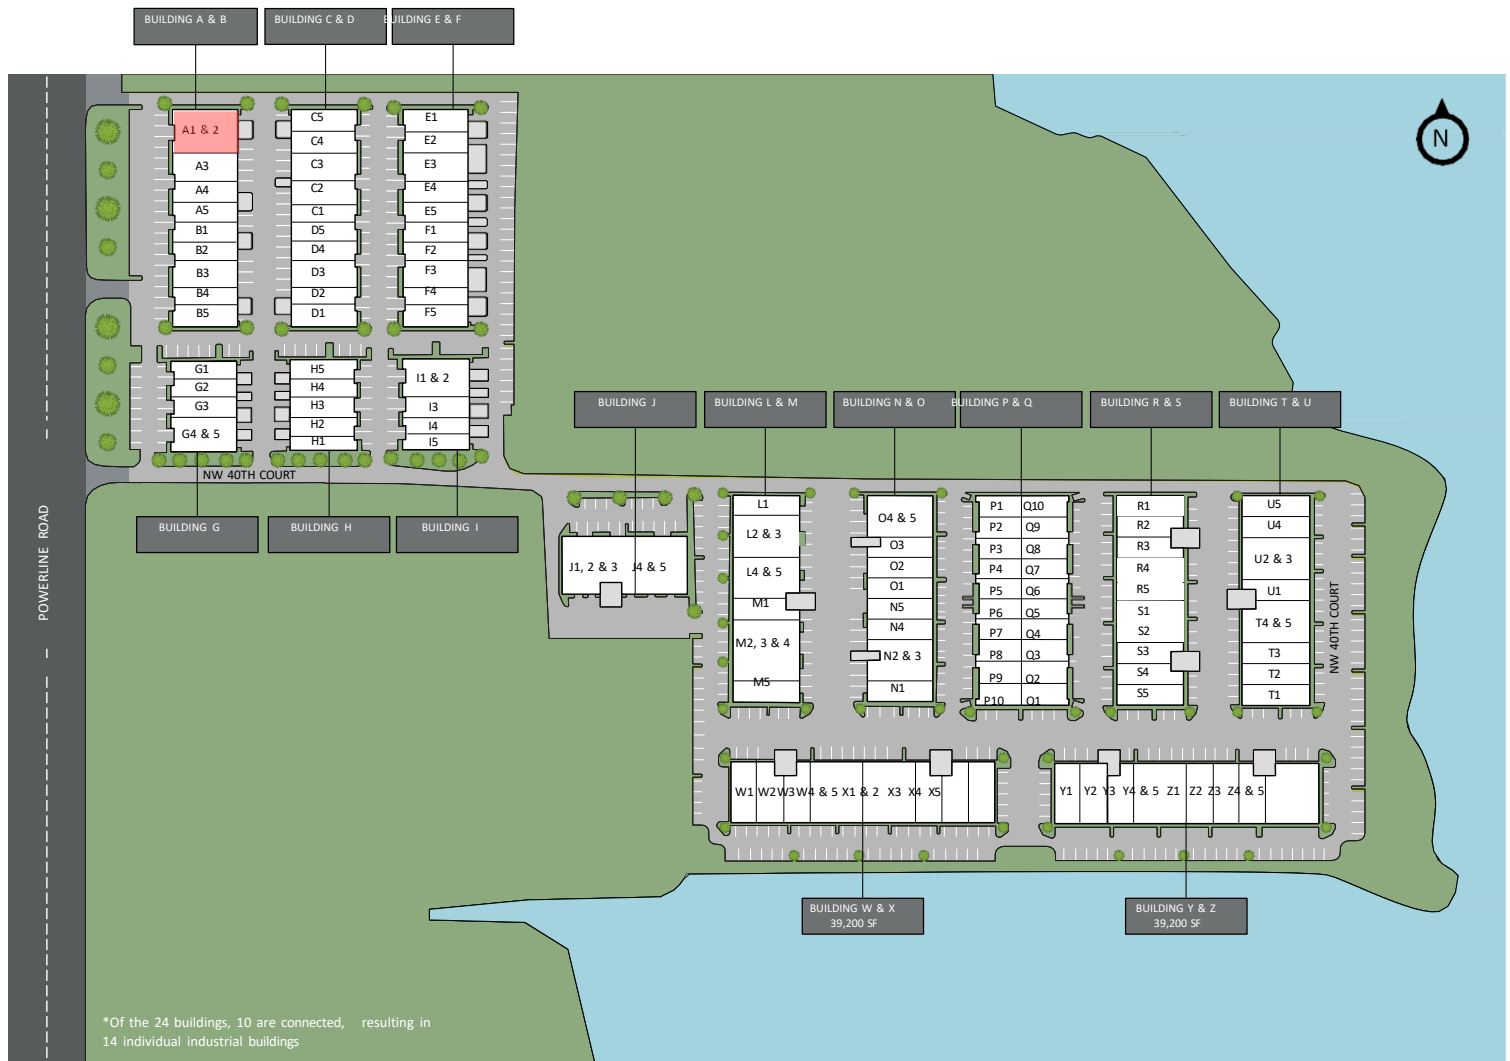 BUILDING A & B
BUILDING C & D
BUILDING E & F
N
A1 & 2
A3
A4
A5
B1
B2
B3
B4
B5
C5
C4
C3
C2
C1
D5
D4
D3
D2
D1
E1
E2
E3
E4
E5
F1
F2
F3
F4
F5
G1
G2
G3
G4 & 5
H5
H4
H3
H2
H1
I1 & 2
I3
I4
I5
NW 40TH COURT
BUILDING G
BUILDING H
BUILDING I
POWERLINE ROAD
BUILDING J
BUILDING L & M
BUILDING N & O
BUILDING P & Q
BUILDING R & S
BUILDING T & U
J1, 2 & 3
J4 & 5
L1
L2 & 3
L4 & 5
M1
M2, 3 & 4
M5
O4 & 5
O3
O2
O1
N5
N4
N2 & 3
N1
P1 Q10
P2 Q9
P3 Q8
P4 Q7
P5 Q6
P6 Q5
P7 Q4
P8 Q3
P9 Q2
P10 Q1
R1
R2
R3
R4
R5
S1
S2
S3
S4
S5
U5
U4
U2 & 3
U1
T4 & 5
T3
T2
T1
NW 40TH COURT
W1 W2 W3 W4 & 5 X1 & 2 X3 X4 X5
Y1 Y2 Y3 Y4 & 5 Z1 Z2 Z3 Z4 & 5
BUILDING W & X
39,200 SF
BUILDING Y & Z
39,200 SF
*Of the 24 buildings, 10 are connected, resulting in
14 individual industrial buildings